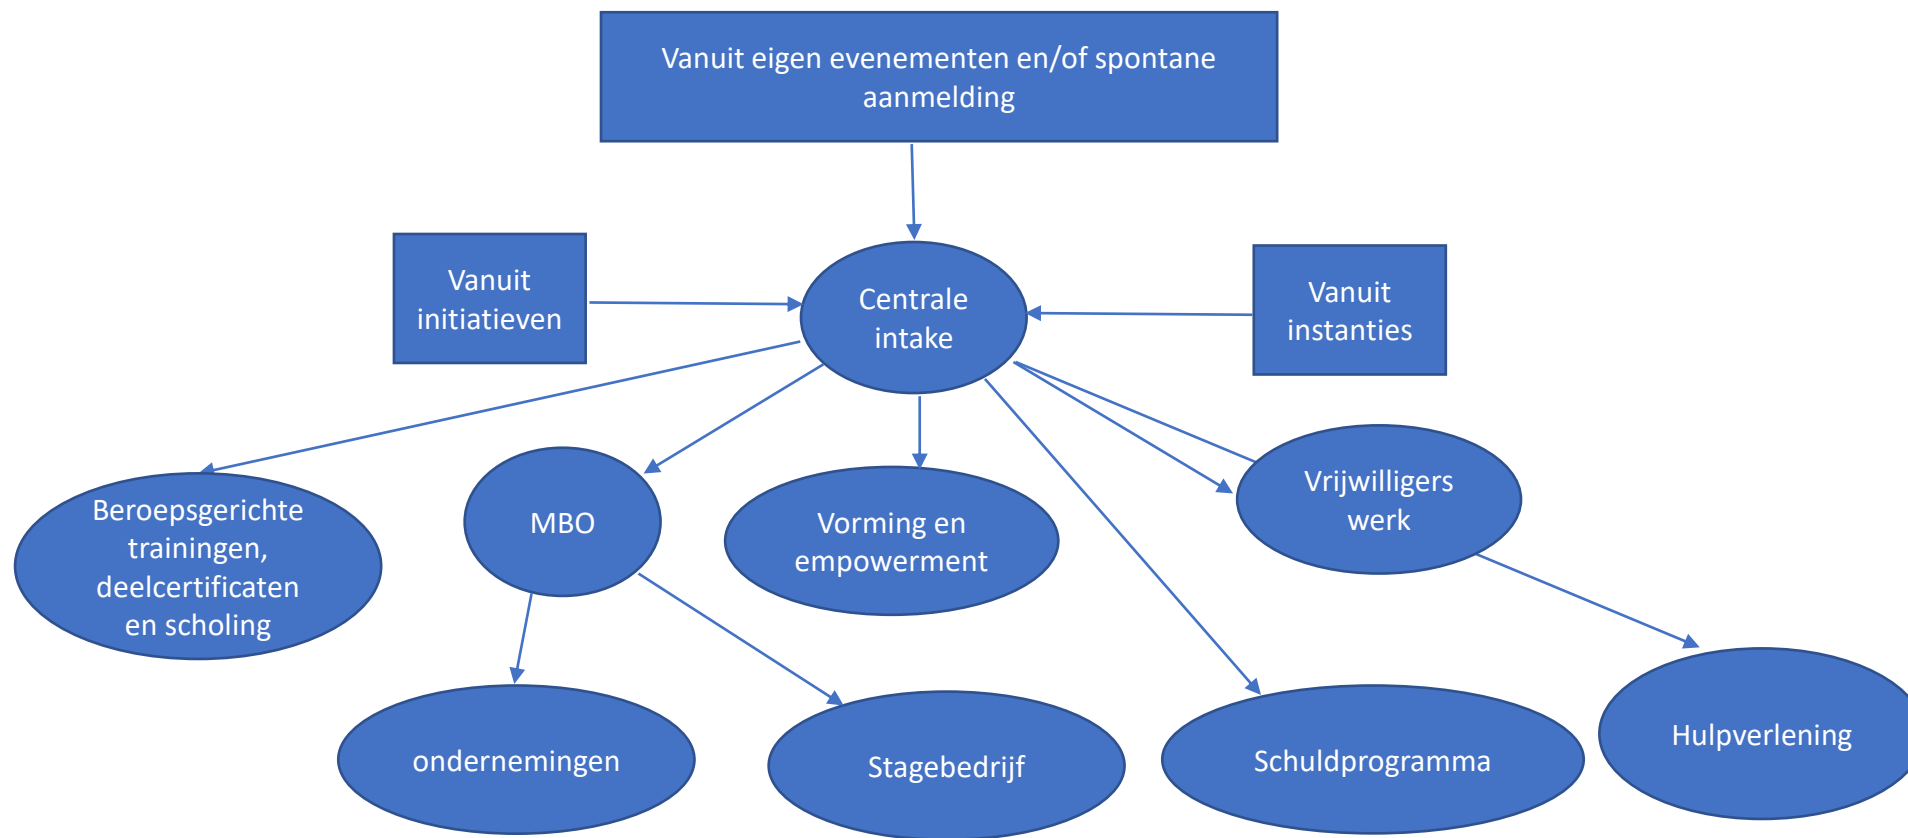 Vanuit eigen evenementen en/of spontane
aanmelding
Vanuit
initiatieven
Centrale
intake
Vanuit
instanties
Beroepsgerichte
trainingen,
deelcertificaten
en scholing
MBO
Vorming en
empowerment
Vrijwilligers
werk
ondernemingen
Stagebedrijf
Schuldprogramma
Hulpverlening